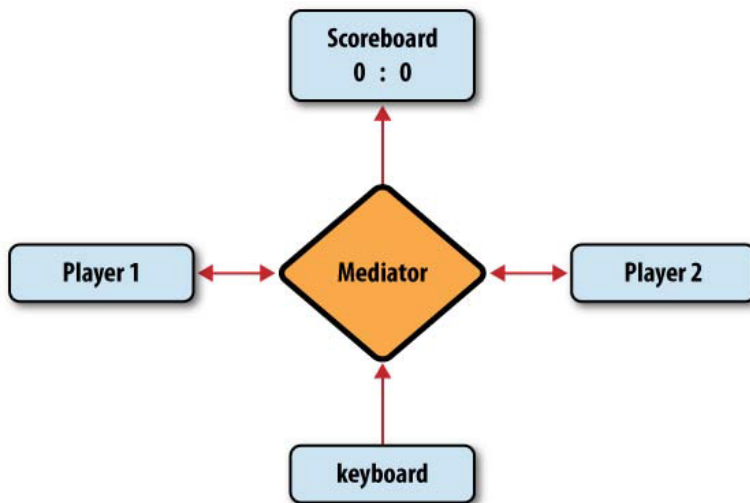 Scoreboard
0 : 0
Player 1
Mediator
Player 2
keyboard